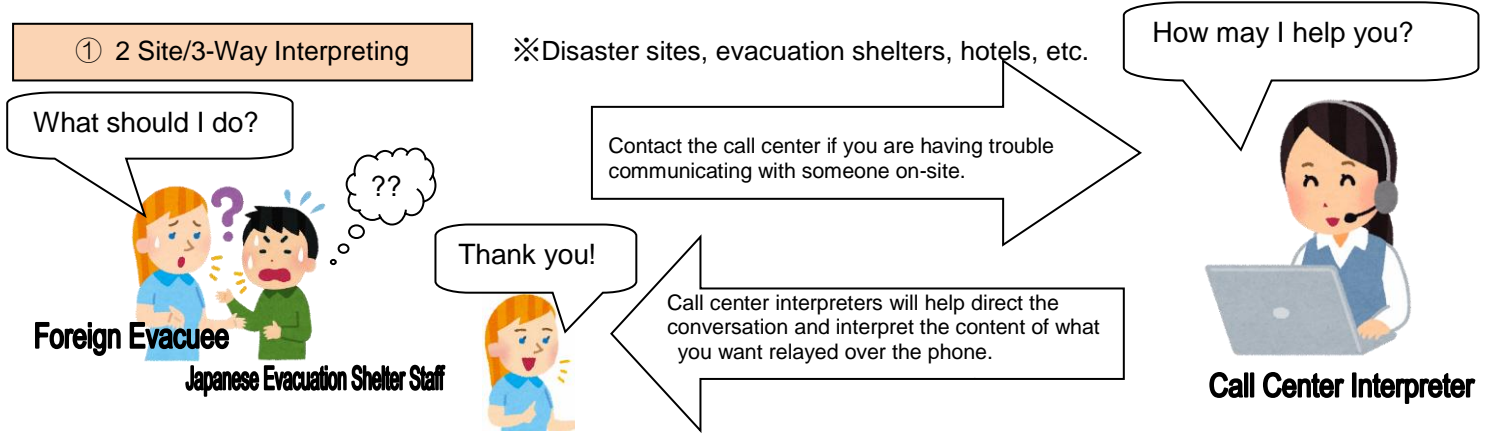 ① 2 Site/3-Way Interpreting
※Disaster sites, evacuation shelters, hotels, etc.
How may I help you?
What should I do?
??
Contact the call center if you are having trouble
communicating with someone on-site.
Thank you!
Call center interpreters will help direct the
conversation and interpret the content of what
you want relayed over the phone.
Foreign Evacuee
Japanese Evacuation Shelter Staff
Call Center Interpreter